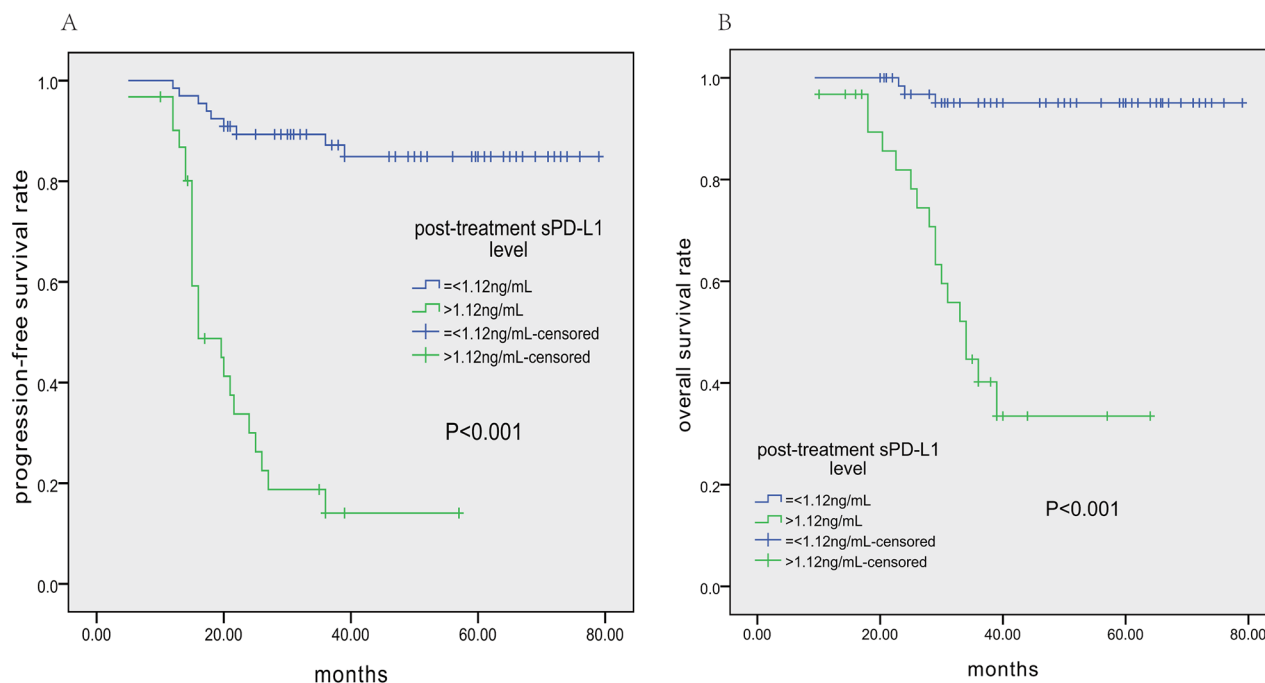 A
progression-free survival rate
1.0
0.8
0.6
0.4
0.2
0.0
post-treatment sPD-L1
level
=<1.12ng/mL
>1.12ng/mL
=<1.12ng/mL-censored
>1.12ng/mL-censored
P<0.001
0.00 20.00 40.00 60.00 80.00
months
B
overall survival rate
1.0
0.8
0.6
0.4
0.2
0.0
post-treatment sPD-L1
level
=<1.12ng/mL
>1.12ng/mL
=<1.12ng/mL-censored
>1.12ng/mL-censored
P<0.001
0.00 20.00 40.00 60.00 80.00
months